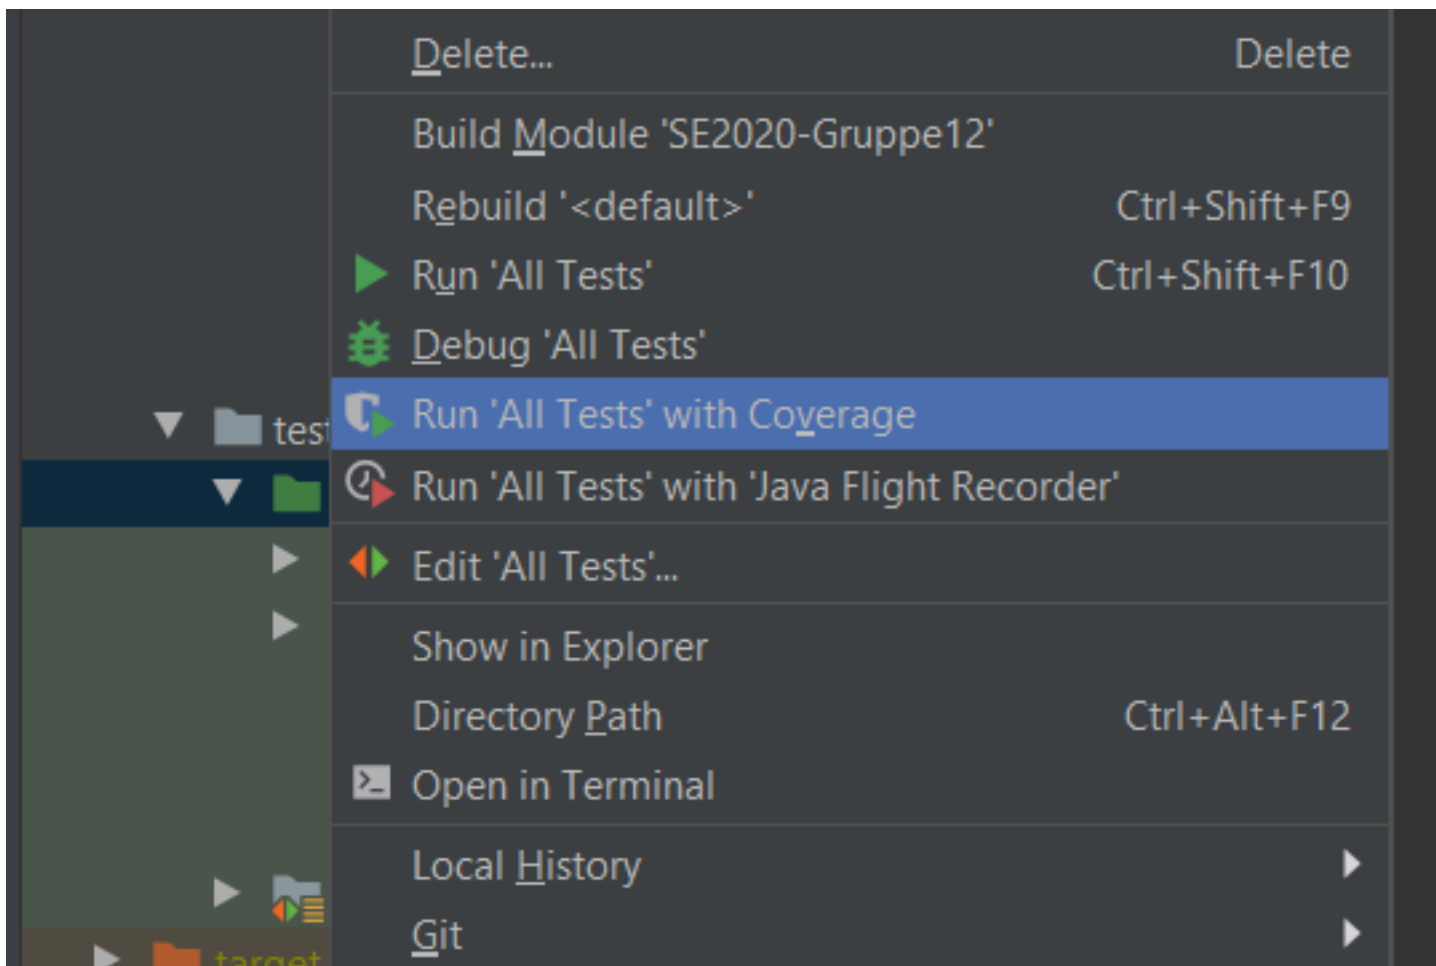 Delete... Delete
Build Module 'SE2020-Gruppe12'
Rebuild '<default>' Ctrl+Shift+F9
Run 'All Tests' Ctrl+Shift+F10
Debug 'All Tests'
test
Run 'All Tests' with Coverage
Run 'All Tests' with 'Java Flight Recorder'
Edit 'All Tests'...
Show in Explorer
Directory Path Ctrl+Alt+F12
Open in Terminal
Local History
Git
target